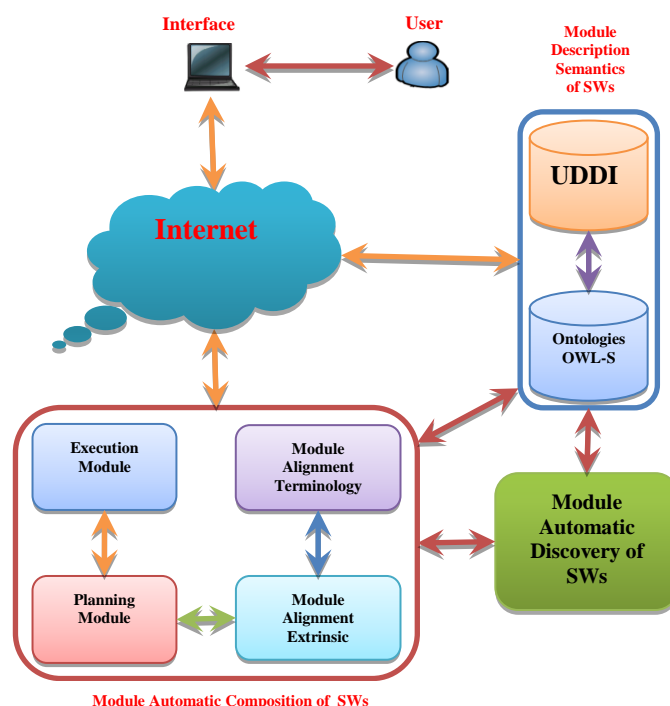 Interface
User
Module
Description
Semantics
of SWs
UDDI
Internet
Ontologies
OWL-S
Execution
Module
Module
Alignment
Terminology
Module
Automatic
Discovery of
SWs
Planning
Module
Module
Alignment
Extrinsic
Module Automatic Composition of SWs